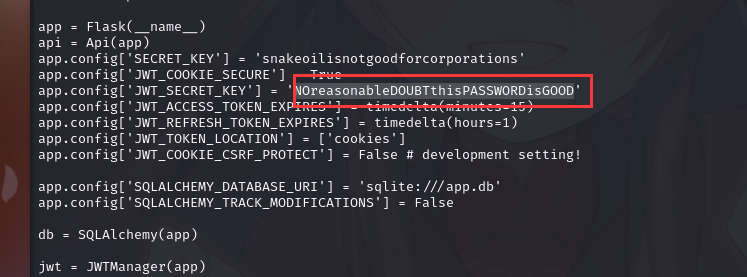 app = Flask(__name__)
api = Api(app)
app.config['SECRET_KEY'] = 'snakeoilisnotgoodforcorporations'
app.config['JWT_COOKIE_SECURE'] = True
app.config['JWT_SECRET_KEY'] = 'NOreasonableDOUBTthisPASSWORDisGOOD'
app.config['JWT_ACCESS_TOKEN_EXPIRES'] = timedelta(minutes=15)
app.config['JWT_REFRESH_TOKEN_EXPIRES'] = timedelta(hours=1)
app.config['JWT_TOKEN_LOCATION'] = ['cookies']
app.config['JWT_COOKIE_CSRF_PROTECT'] = False # development setting!
app.config['SQLALCHEMY_DATABASE_URI'] = 'sqlite:///app.db'
app.config['SQLALCHEMY_TRACK_MODIFICATIONS'] = False
db = SQLAlchemy(app)
jwt = JWTManager(app)